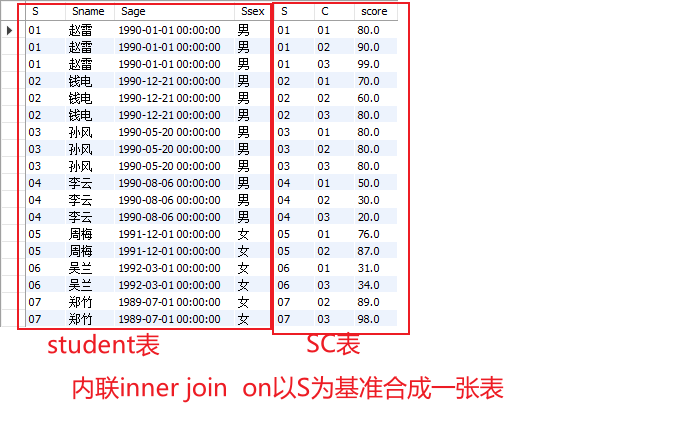 S Sname Sage Ssex S C score
01 赵雷 1990-01-01 00:00:00 男 01 01 80.0
01 赵雷 1990-01-01 00:00:00 男 01 02 90.0
01 赵雷 1990-01-01 00:00:00 男 01 03 99.0
02 钱电 1990-12-21 00:00:00 男 02 01 70.0
02 钱电 1990-12-21 00:00:00 男 02 02 60.0
02 钱电 1990-12-21 00:00:00 男 02 03 80.0
03 孙风 1990-05-20 00:00:00 男 03 01 80.0
03 孙风 1990-05-20 00:00:00 男 03 02 80.0
03 孙风 1990-05-20 00:00:00 男 03 03 80.0
04 李云 1990-08-06 00:00:00 男 04 01 50.0
04 李云 1990-08-06 00:00:00 男 04 02 30.0
04 李云 1990-08-06 00:00:00 男 04 03 20.0
05 周梅 1991-12-01 00:00:00 女 05 01 76.0
05 周梅 1991-12-01 00:00:00 女 05 02 87.0
06 吴兰 1992-03-01 00:00:00 女 06 01 31.0
06 吴兰 1992-03-01 00:00:00 女 06 03 34.0
07 郑竹 1989-07-01 00:00:00 女 07 02 89.0
07 郑竹 1989-07-01 00:00:00 女 07 03 98.0
student表 SC表
内联inner join on以S为基准合成一张表